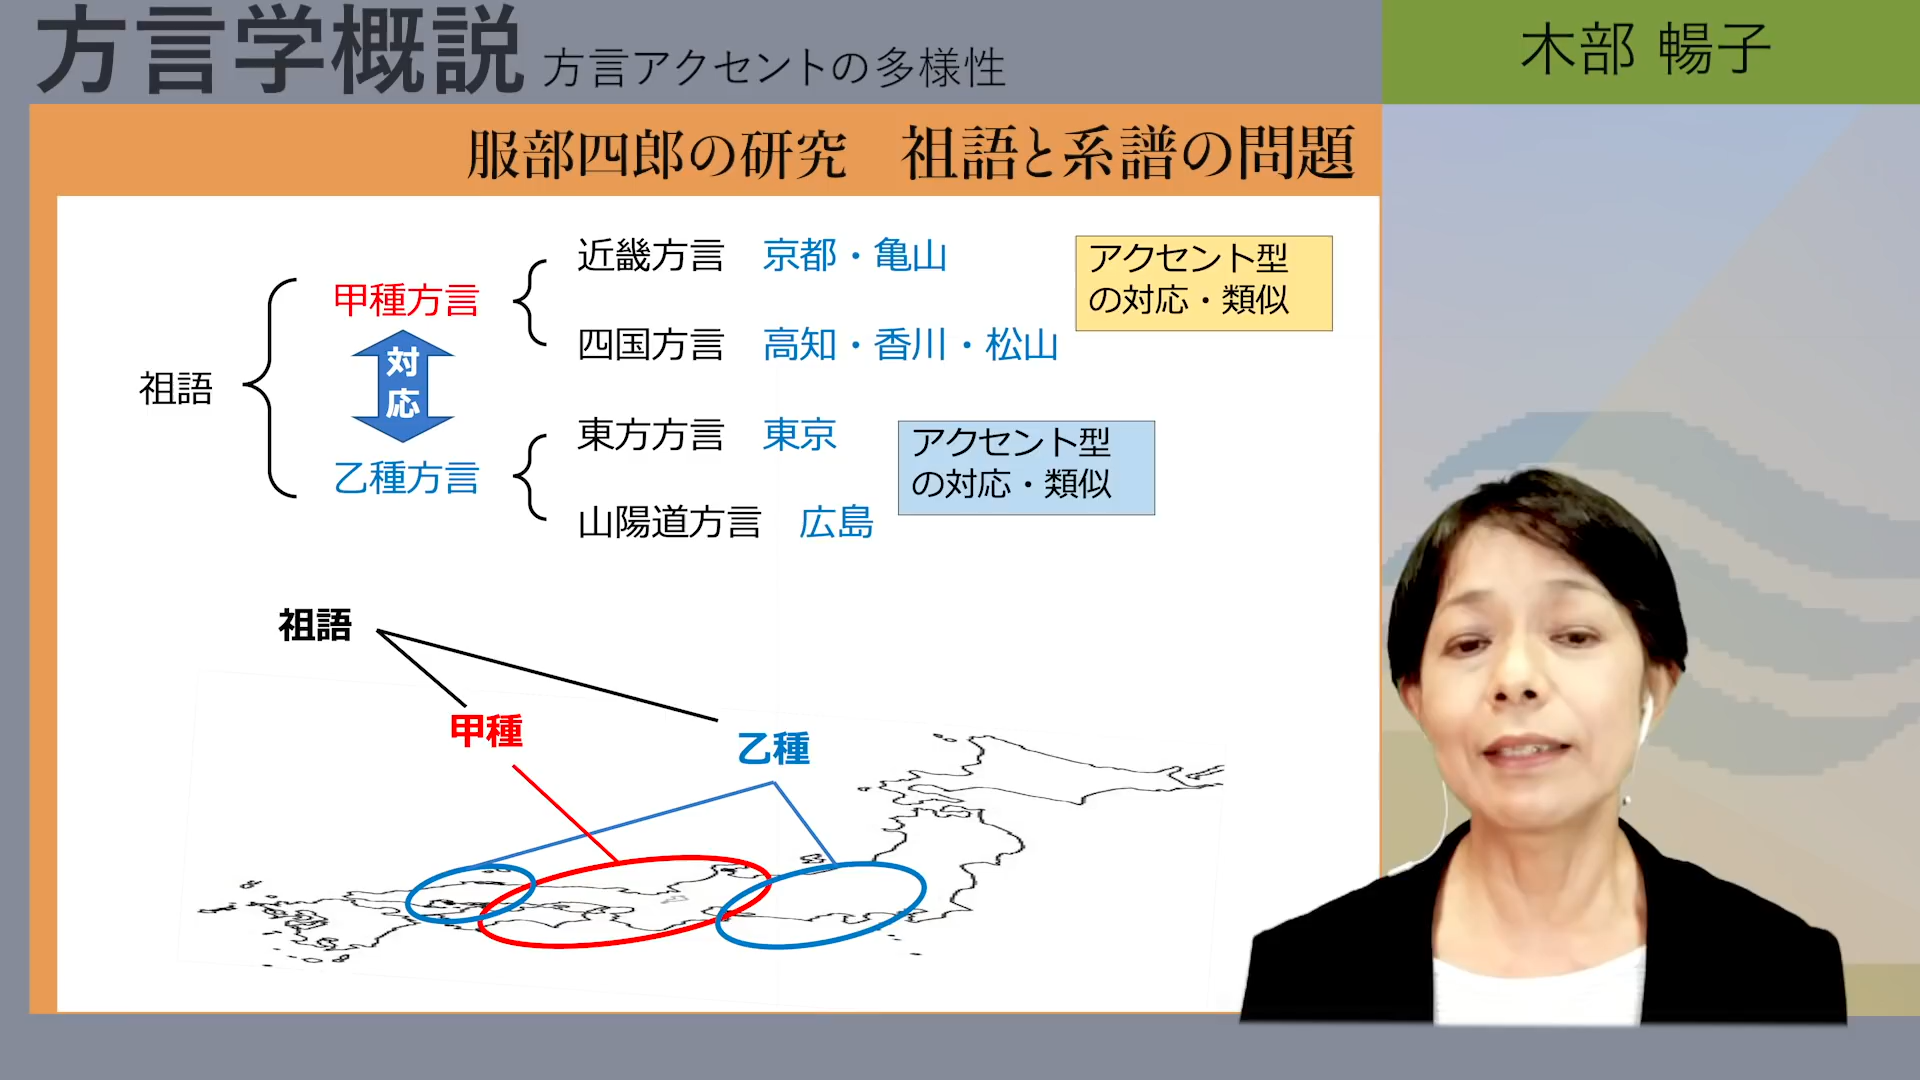 方言学概説 方言アクセントの多様性
木部 暢子
服部四郎の研究 祖語と系譜の問題
祖語
甲種方言
対応
乙種方言
近畿方言 京都・亀山
四国方言 高知・香川・松山
アクセント型
の対応・類似
東方方言 東京
山陽道方言 広島
アクセント型
の対応・類似
祖語
甲種
乙種